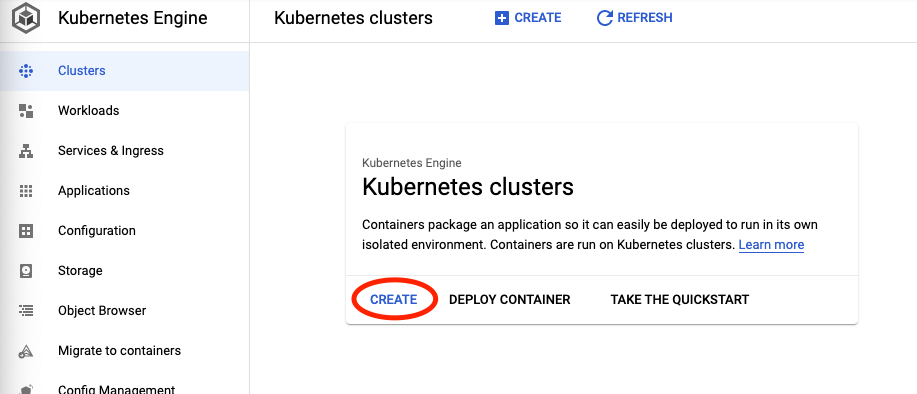 Kubernetes Engine
Kubernetes clusters
CREATE
REFRESH
Clusters
Workloads
Services & Ingress
Applications
Configuration
Storage
Object Browser
Migrate to containers
Config Management
Kubernetes Engine
Kubernetes clusters
Containers package an application so it can easily be deployed to run in its own
isolated environment. Containers are run on Kubernetes clusters. Learn more
CREATE
DEPLOY CONTAINER
TAKE THE QUICKSTART